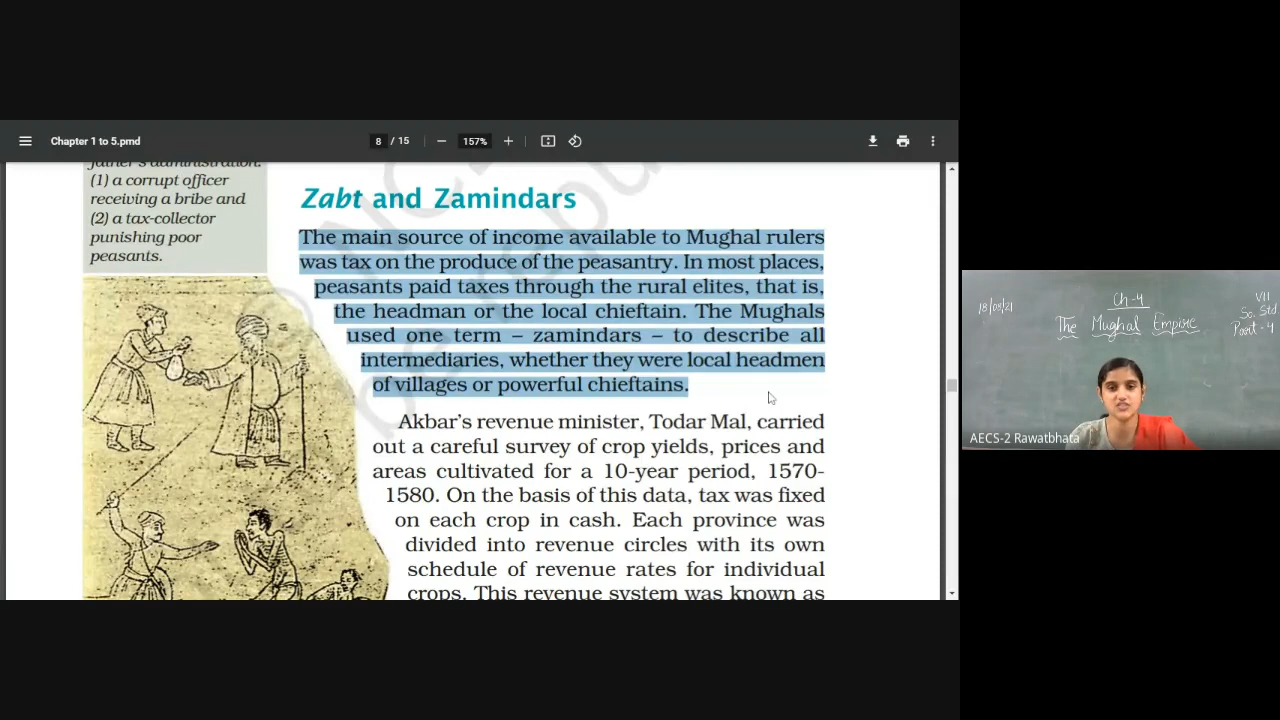 Chapter 1 to 5.pmd
8 / 15
157%
father's administration:
(1) a corrupt officer
receiving a bribe and
(2) a tax-collector
punishing poor
peasants.
Zabt and Zamindars
The main source of income available to Mughal rulers
was tax on the produce of the peasantry. In most places,
peasants paid taxes through the rural elites, that is,
the headman or the local chieftain. The Mughals
used one term – zamindars – to describe all
intermediaries, whether they were local headmen
of villages or powerful chieftains.
Akbar's revenue minister, Todar Mal, carried
out a careful survey of crop yields, prices and
areas cultivated for a 10-year period, 1570-
1580. On the basis of this data, tax was fixed
on each crop in cash. Each province was
divided into revenue circles with its own
schedule of revenue rates for individual
crops. This revenue system was known as
18/08/21
Ch-4
The Mughal Empire
VII
So. Std
Part - 4
AECS-2 Rawatbhata